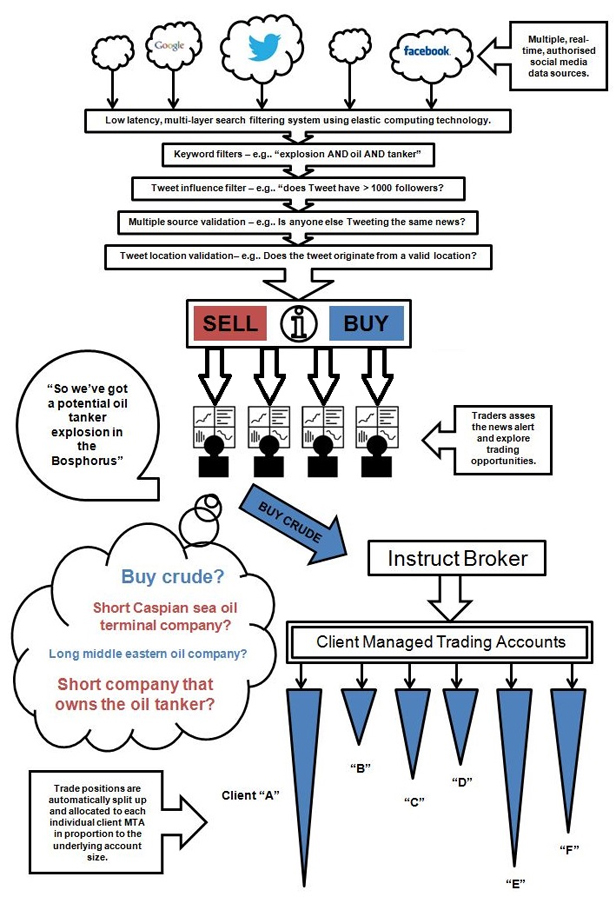 Google
facebook.
Multiple, real-
time, authorised
social media
data sources.
Low latency, multi-layer search filtering system using elastic computing technology.
Keyword filters – e.g.. “explosion AND oil AND tanker”
Tweet influence filter – e.g.. “does Tweet have > 1000 followers?
Multiple source validation – e.g.. Is anyone else Tweeting the same news?
Tweet location validation– e.g.. Does the tweet originate from a valid location?
SELL i BUY
“So we’ve got
a potential oil
tanker
explosion in
the
Bosphorus”
Traders asses
the news alert
and explore
trading
opportunities.
BUY CRUDE
Instruct Broker
Buy crude?
Short Caspian sea oil
terminal company?
Long middle eastern oil company?
Short company that
owns the oil tanker?
Client Managed Trading Accounts
Client “A”
“B”
“C”
“D”
“E”
“F”
Trade positions are
automatically split up
and allocated to each
individual client MTA
in proportion to the
underlying account
size.